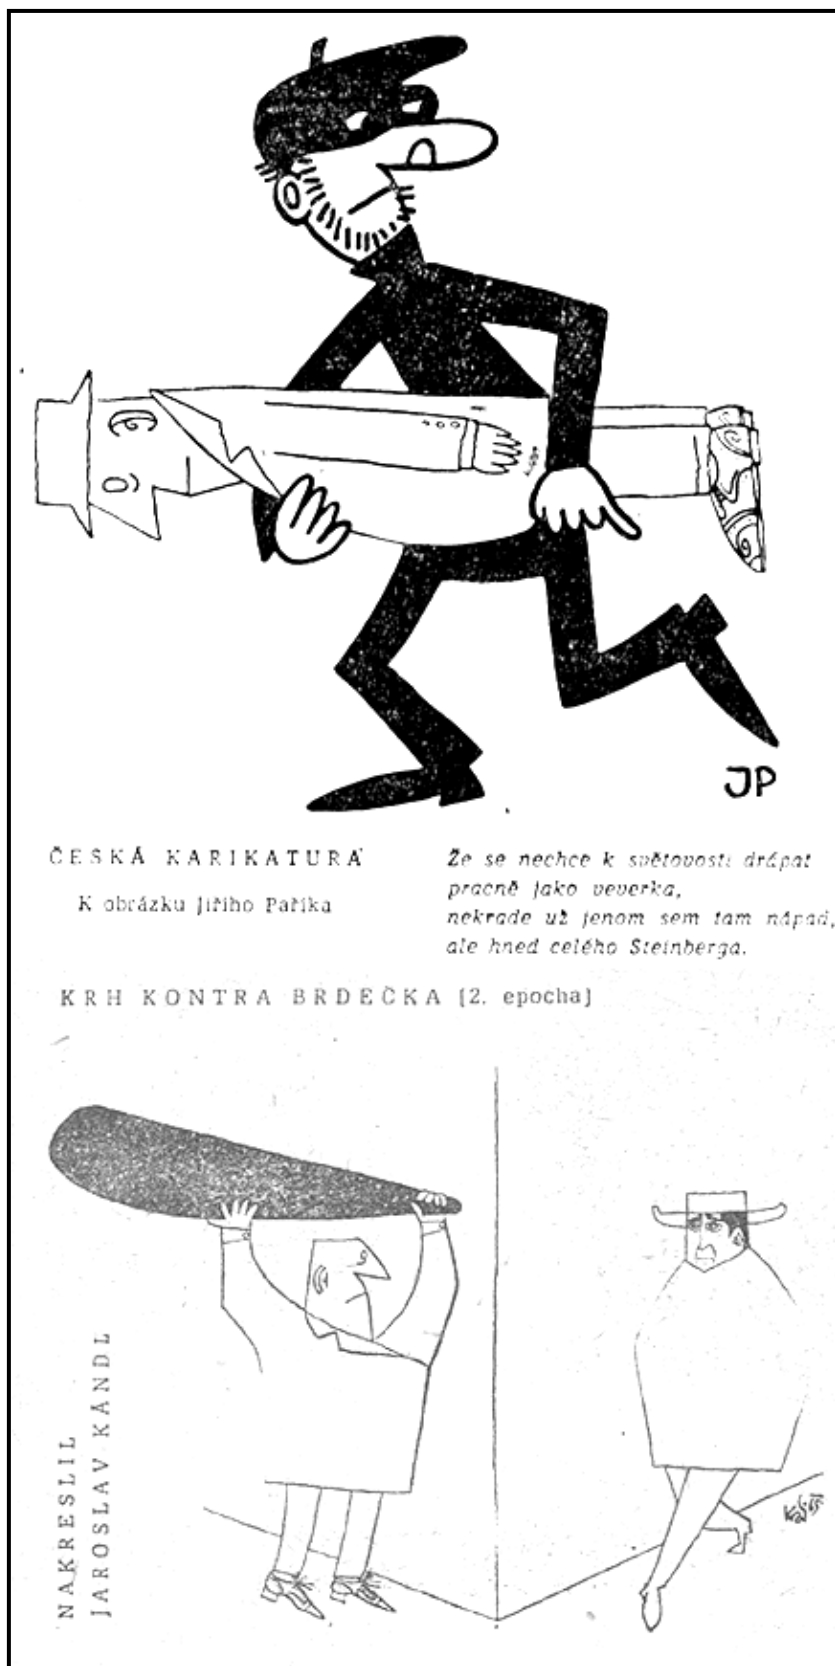 JP
ČESKÁ KARIKATURA
K obrázku Jiřího Paříka
Že se nechce k světovosti drápat
pracně jako veverka,
nekrade už jenom sem tam nápad,
ale hned celého Steinberga.
KRH KONTRA BRDEČKA [2. epocha]
NAKRESLIL
JAROSLAV KÁNDL